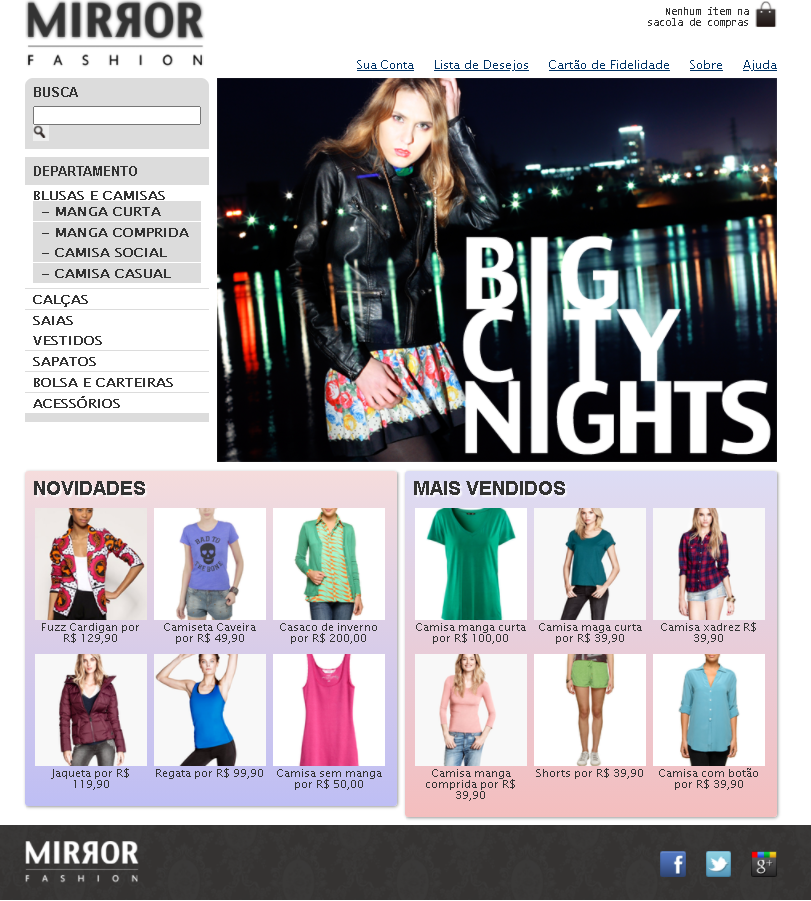 MIRROR
FASHION
Nenhum ítem na
sacola de compras
Sua Conta Lista de Desejos Cartão de Fidelidade Sobre Ajuda
BUSCA
DEPARTAMENTO
BLUSAS E CAMISAS
– MANGA CURTA
– MANGA COMPRIDA
– CAMISA SOCIAL
– CAMISA CASUAL
CALÇAS
SAIAS
VESTIDOS
SAPATOS
BOLSA E CARTEIRAS
ACESSÓRIOS
BIG
CITY
NIGHTS
NOVIDADES
BAD TO
THE BONE
Fuzz Cardigan por
R$ 129,90
Camiseta Caveira
por R$ 49,90
Casaco de inverno
por R$ 200,00
Jaqueta por R$
119,90
Regata por R$ 99,90
Camisa sem manga
por R$ 50,00
MAIS VENDIDOS
Camisa manga curta
por R$ 100,00
Camisa maga curta
por R$ 39,90
Camisa xadrez R$
39,90
Camisa manga
comprida por R$
39,90
Shorts por R$ 39,90
Camisa com botão
por R$ 39,90
MIRROR
FASHION
f
g+